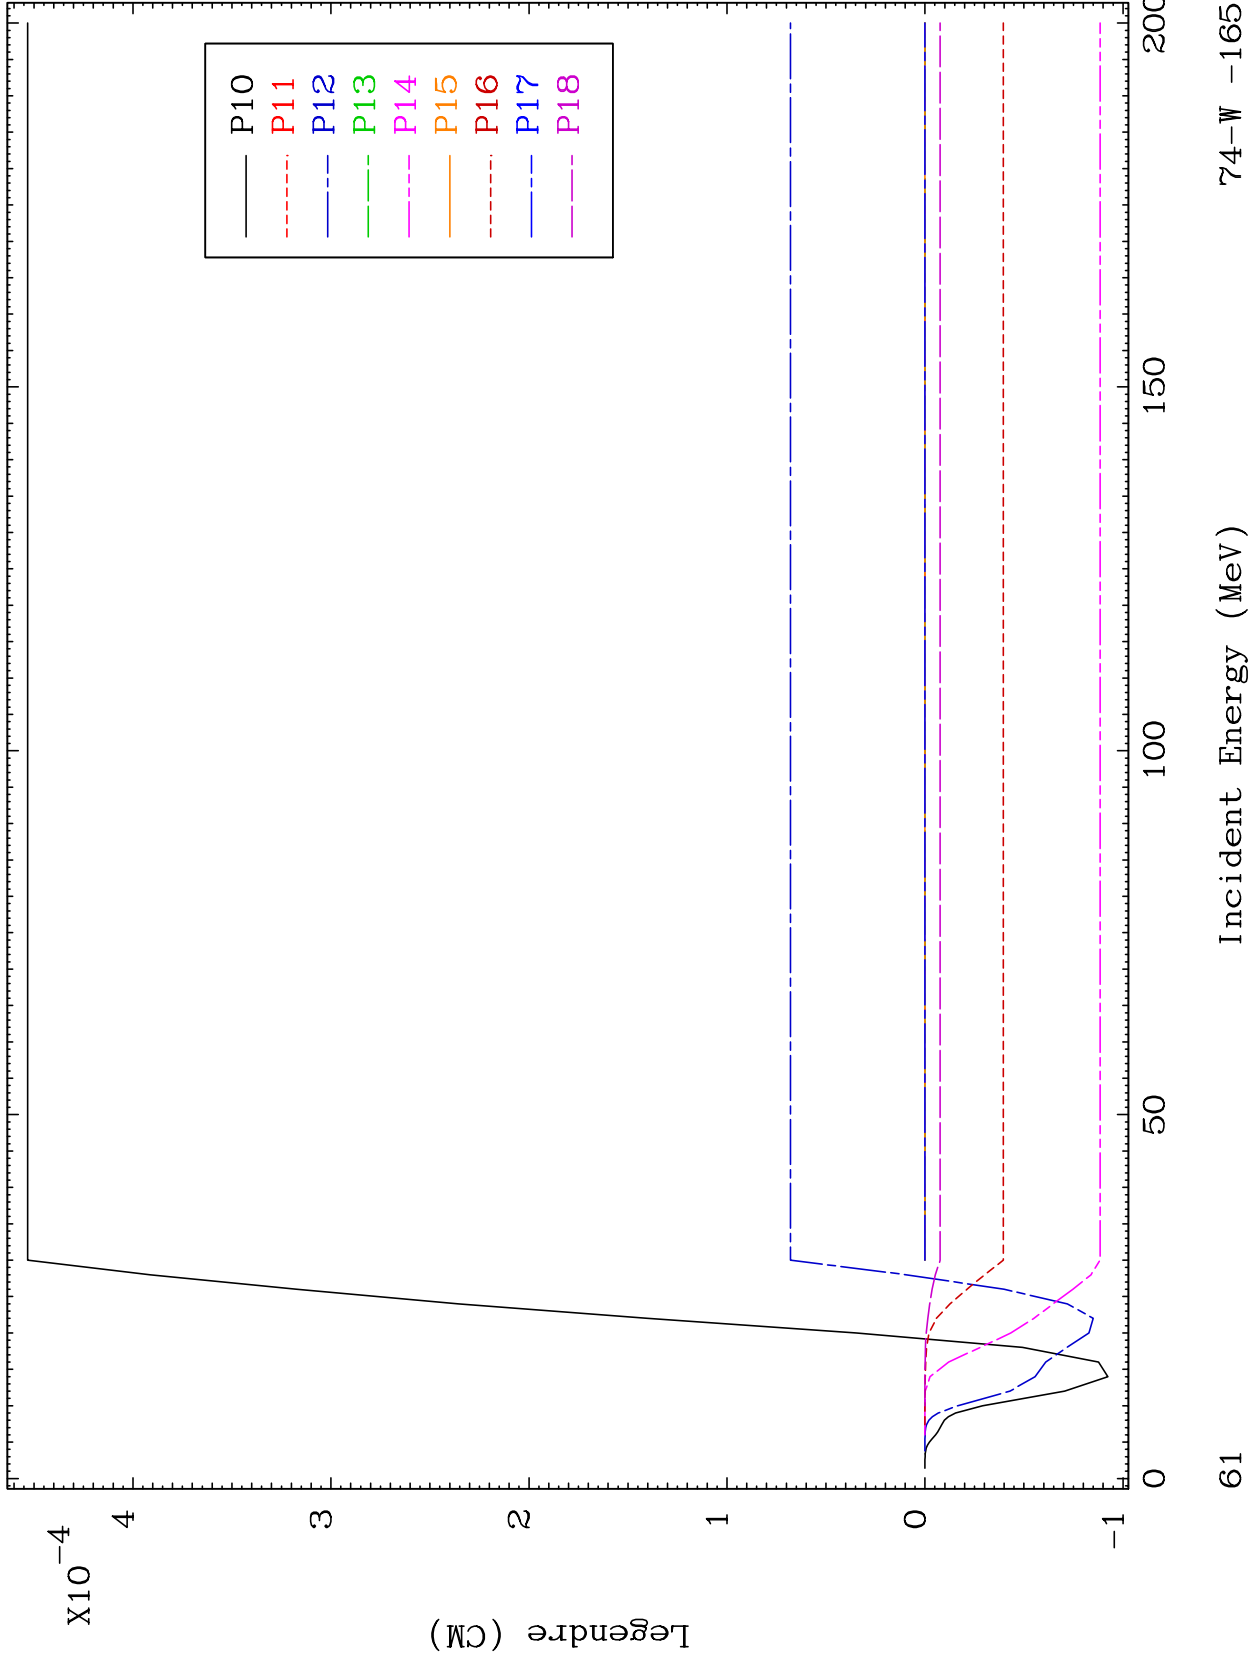 X10-4
Legendre (CM)
4
3
2
1
0
-1
P10
P11
P12
P13
P14
P15
P16
P17
P18
0
50
100
150
200
Incident Energy (MeV)
61
74-W -165